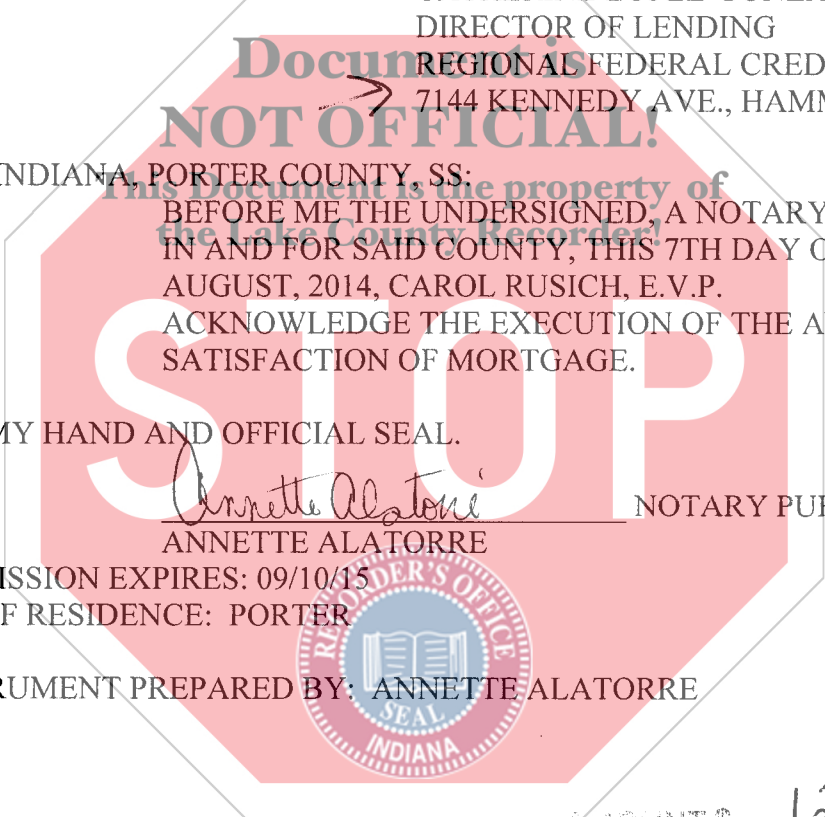 DIRECTOR OF LENDING
Document is
REGIONAL FEDERAL CRED
7144 KENNEDY AVE., HAMM
NOT OFFICIAL!
INDIANA, PORTER COUNTY, SS:
This Document is the property of
BEFORE ME THE UNDERSIGNED, A NOTARY
the Lake County Recorder!
IN AND FOR SAID COUNTY, THIS 7TH DAY O
AUGUST, 2014, CAROL RUSICH, E.V.P.
ACKNOWLEDGE THE EXECUTION OF THE A
SATISFACTION OF MORTGAGE.
STOP
MY HAND AND OFFICIAL SEAL.
Annette Alatorre NOTARY PUB
ANNETTE ALATORRE
ISSION EXPIRES: 09/10/15
F RESIDENCE: PORTER
RECORDER'S OFFICE
RUMENT PREPARED BY: ANNETTE ALATORRE
SEAL
INDIANA